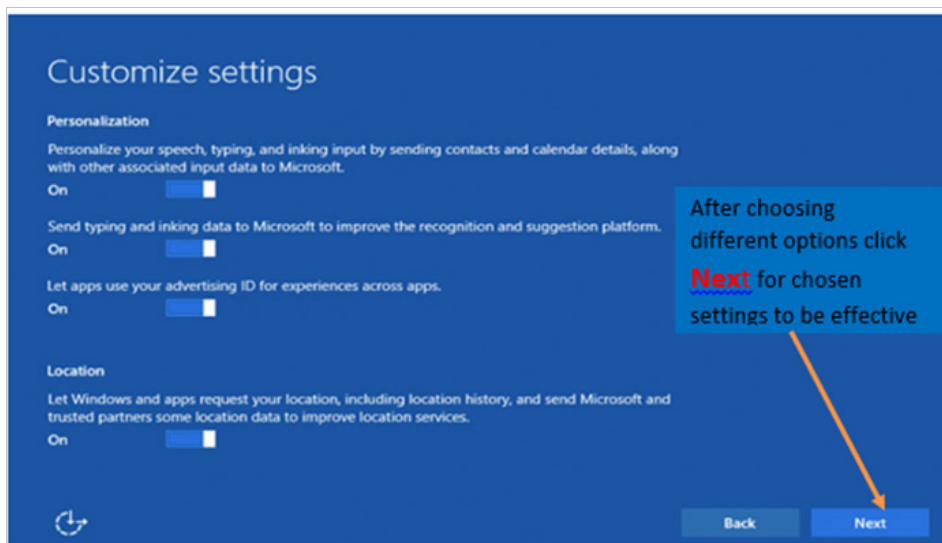 Customize settings
Personalization
Personalize your speech, typing, and inking input by sending contacts and calendar details, along
with other associated input data to Microsoft.
On
Send typing and inking data to Microsoft to improve the recognition and suggestion platform.
On
Let apps use your advertising ID for experiences across apps.
On
Location
Let Windows and apps request your location, including location history, and send Microsoft and
trusted partners some location data to improve location services.
On
After choosing
different options click
Next for chosen
settings to be effective
Back
Next